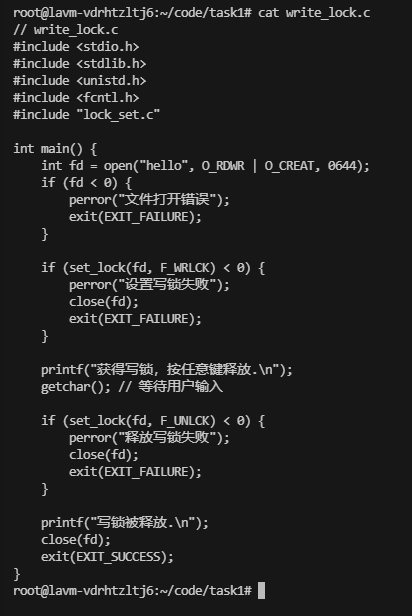 root@lavm-vdrhtzltj6:~/code/task1# cat write_lock.c
// write_lock.c
#include <stdio.h>
#include <stdlib.h>
#include <unistd.h>
#include <fcntl.h>
#include "lock_set.c"

int main() {
    int fd = open("hello", O_RDWR | O_CREAT, 0644);
    if (fd < 0) {
        perror("文件打开错误");
        exit(EXIT_FAILURE);
    }

    if (set_lock(fd, F_WRLCK) < 0) {
        perror("设置写锁失败");
        close(fd);
        exit(EXIT_FAILURE);
    }

    printf("获得写锁，按任意键释放.\n");
    getchar(); // 等待用户输入

    if (set_lock(fd, F_UNLCK) < 0) {
        perror("释放写锁失败");
        close(fd);
        exit(EXIT_FAILURE);
    }

    printf("写锁被释放.\n");
    close(fd);
    exit(EXIT_SUCCESS);
}
root@lavm-vdrhtzltj6:~/code/task1#